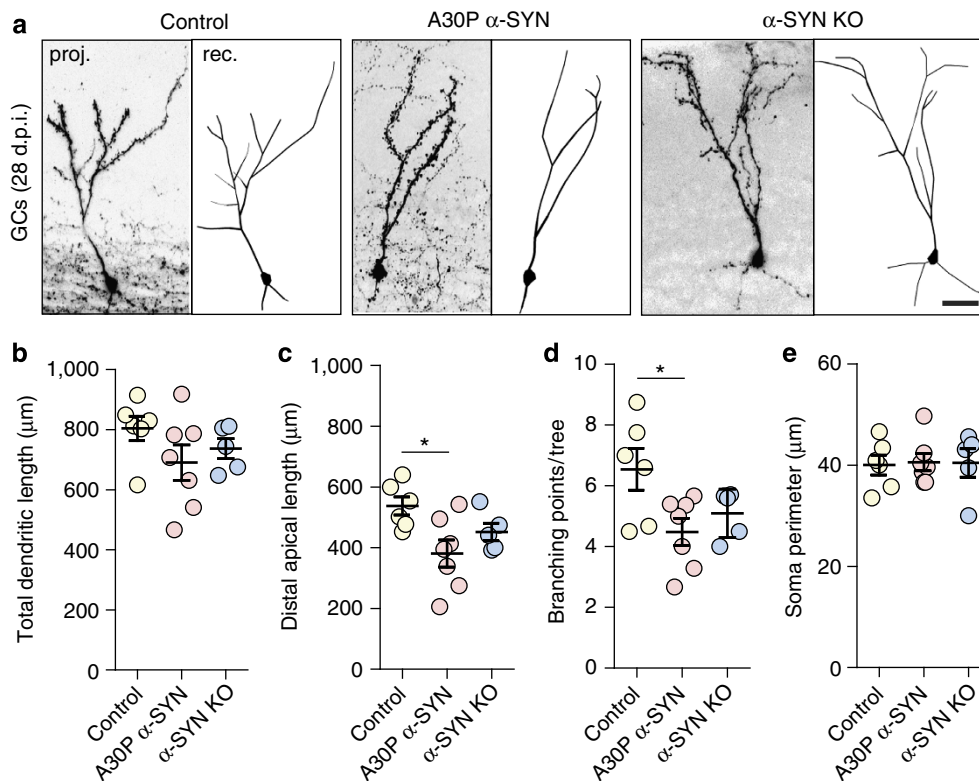 a
Control
A30P α-SYN
α-SYN KO
proj.
rec.
GCs (28 d.p.i.)
b
Total dendritic length (μm)
1,000
800
600
400
200
0
Control
A30P α-SYN
α-SYN KO
c
Distal apical length (μm)
1,000
800
600
400
200
0
*
Control
A30P α-SYN
α-SYN KO
d
Branching points/tree
10
8
6
4
2
0
*
Control
A30P α-SYN
α-SYN KO
e
Soma perimeter (μm)
60
40
20
0
Control
A30P α-SYN
α-SYN KO